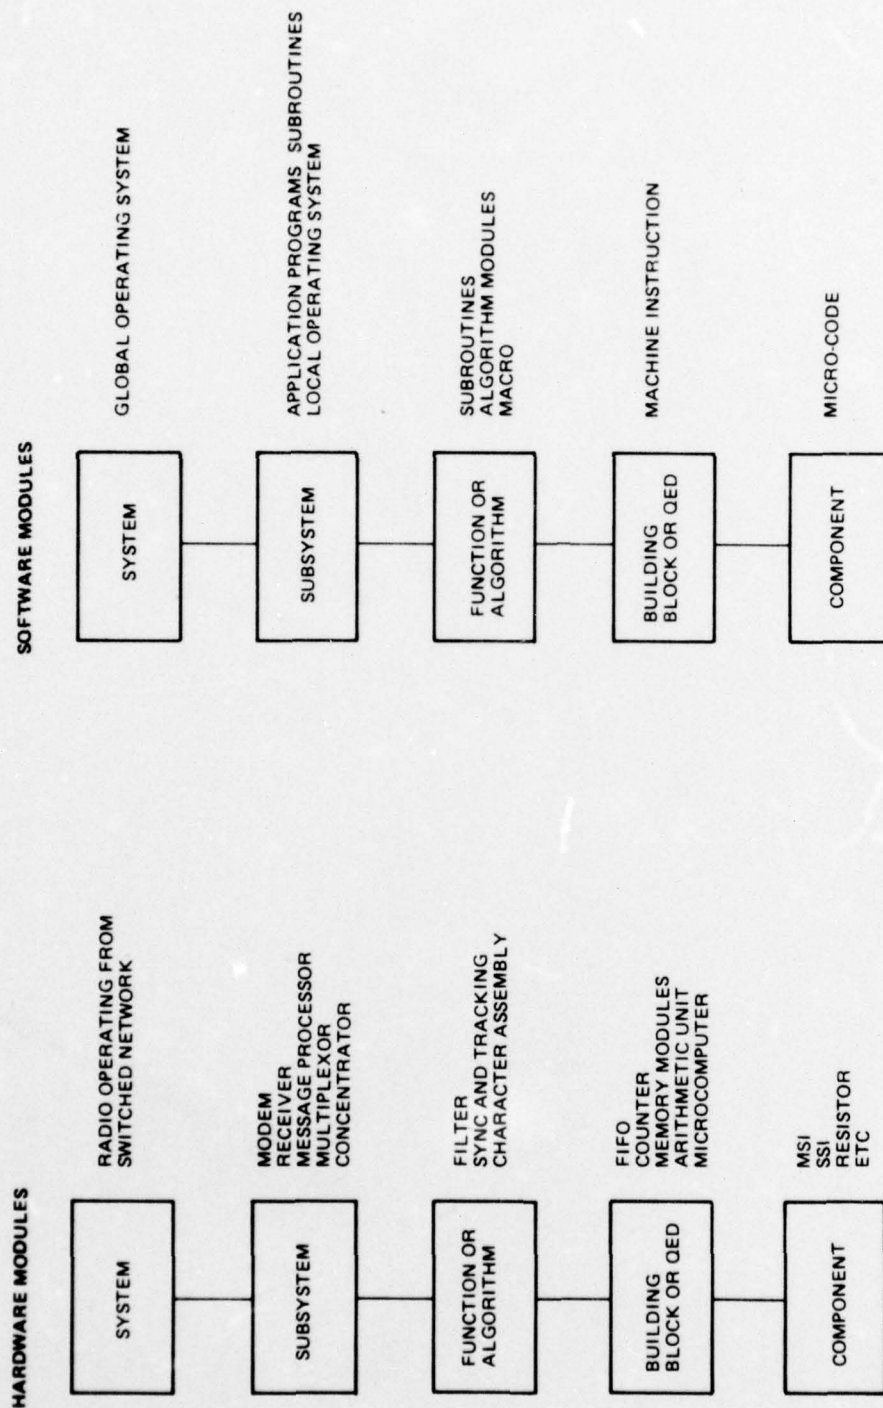 HARDWARE MODULES
SYSTEM
RADIO OPERATING FROM
SWITCHED NETWORK
SUBSYSTEM
MODEM
RECEIVER
MESSAGE PROCESSOR
MULTIPLEXOR
CONCENTRATOR
FUNCTION OR
ALGORITHM
FILTER
SYNC AND TRACKING
CHARACTER ASSEMBLY
BUILDING
BLOCK OR QED
FIFO
COUNTER
MEMORY MODULES
ARITHMETIC UNIT
MICROCOMPUTER
COMPONENT
MSI
SSI
RESISTOR
ETC
SOFTWARE MODULES
SYSTEM
GLOBAL OPERATING SYSTEM
SUBSYSTEM
APPLICATION PROGRAMS SUBROUTINES
LOCAL OPERATING SYSTEM
FUNCTION OR
ALGORITHM
SUBROUTINES
ALGORITHM MODULES
MACRO
BUILDING
BLOCK OR QED
MACHINE INSTRUCTION
COMPONENT
MICRO-CODE